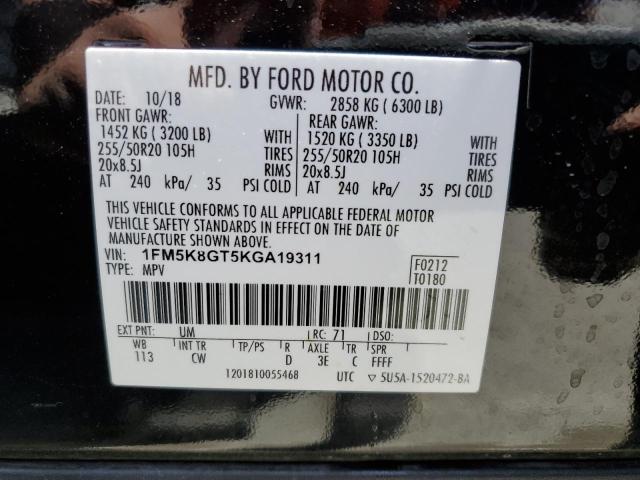 MFD. BY FORD MOTOR CO.
DATE: 10/18 GVWR: 2858 KG ( 6300 LB)
FRONT GAWR: REAR GAWR:
1452 KG ( 3200 LB) WITH 1520 KG ( 3350 LB) WITH
255/50R20 105H TIRES 255/50R20 105H TIRES
20x8.5J RIMS 20x8.5J RIMS
AT 240 kPa/ 35 PSI COLD AT 240 kPa/ 35 PSI COLD
THIS VEHICLE CONFORMS TO ALL APPLICABLE FEDERAL MOTOR
VEHICLE SAFETY STANDARDS IN EFFECT ON THE DATE OF
MANUFACTURE SHOWN ABOVE.
VIN: 1FM5K8GT5KGA19311 F0212
TYPE: MPV T0180
EXT PNT: UM RC: 71 DSO:
WB INT TR TP/PS R AXLE TR SPR
113 CW D 3E C FFFF
1201810055468 UTC ▽ SU5A-1520472-BA